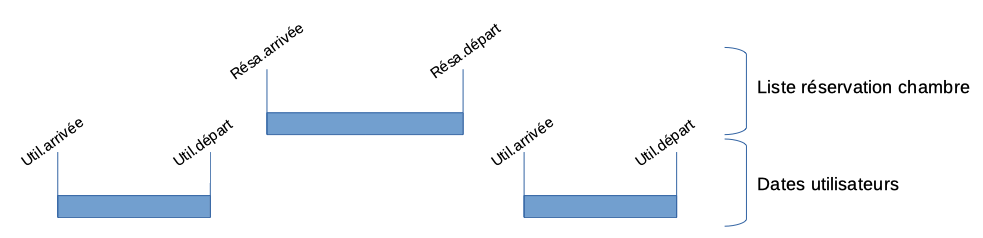 Résa.arrivée
Résa.départ
Liste réservation chambre
Util.arrivée
Util.départ
Util.arrivée
Util.départ
Dates utilisateurs